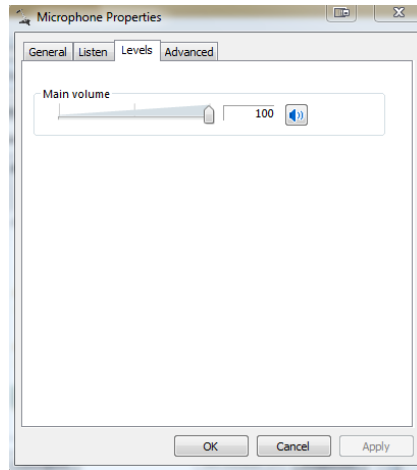 Microphone Properties
General Listen Levels Advanced
Main volume
100
OK Cancel Apply